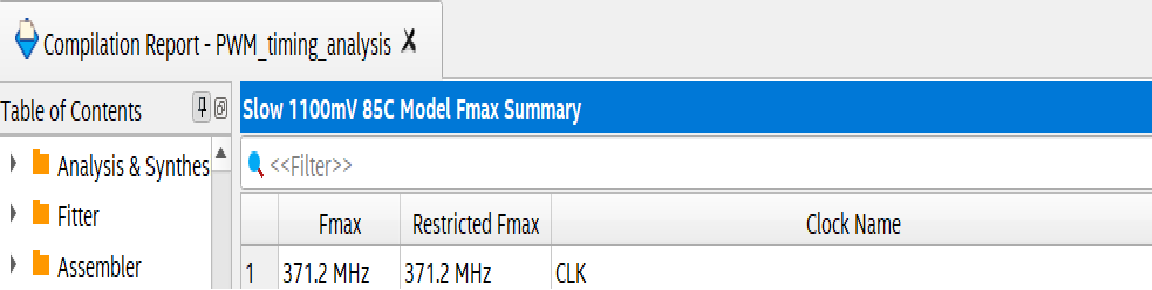 Compilation Report - PWM_timing_analysis X
Table of Contents
Slow 1100mV 85C Model Fmax Summary
Analysis & Synthes
<<Filter>>
Fitter
Fmax Restricted Fmax Clock Name
Assembler
1 371.2 MHz 371.2 MHz CLK